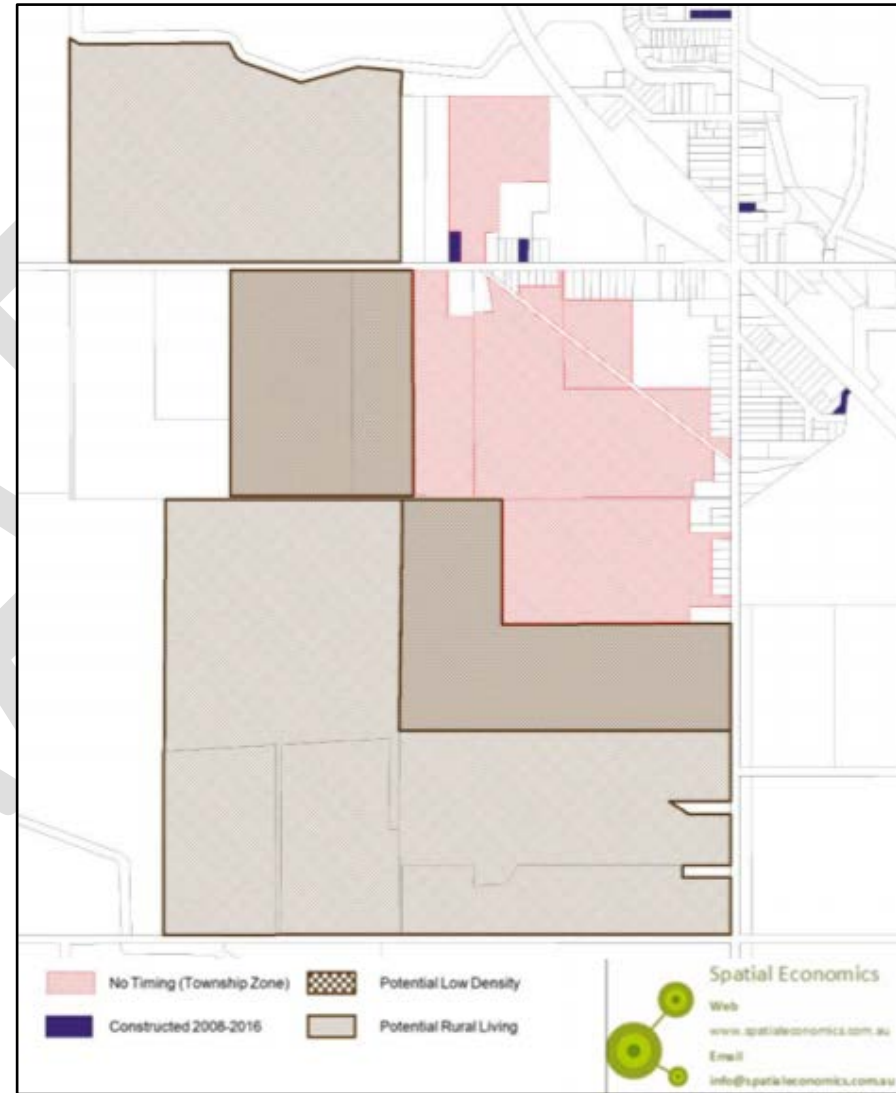 No Timing (Township Zone)
Potential Low Density
Constructed 2008-2016
Potential Rural Living
Spatial Economics
Web
www.spatialeconomics.com.au
Email
info@spatialeconomics.com.au